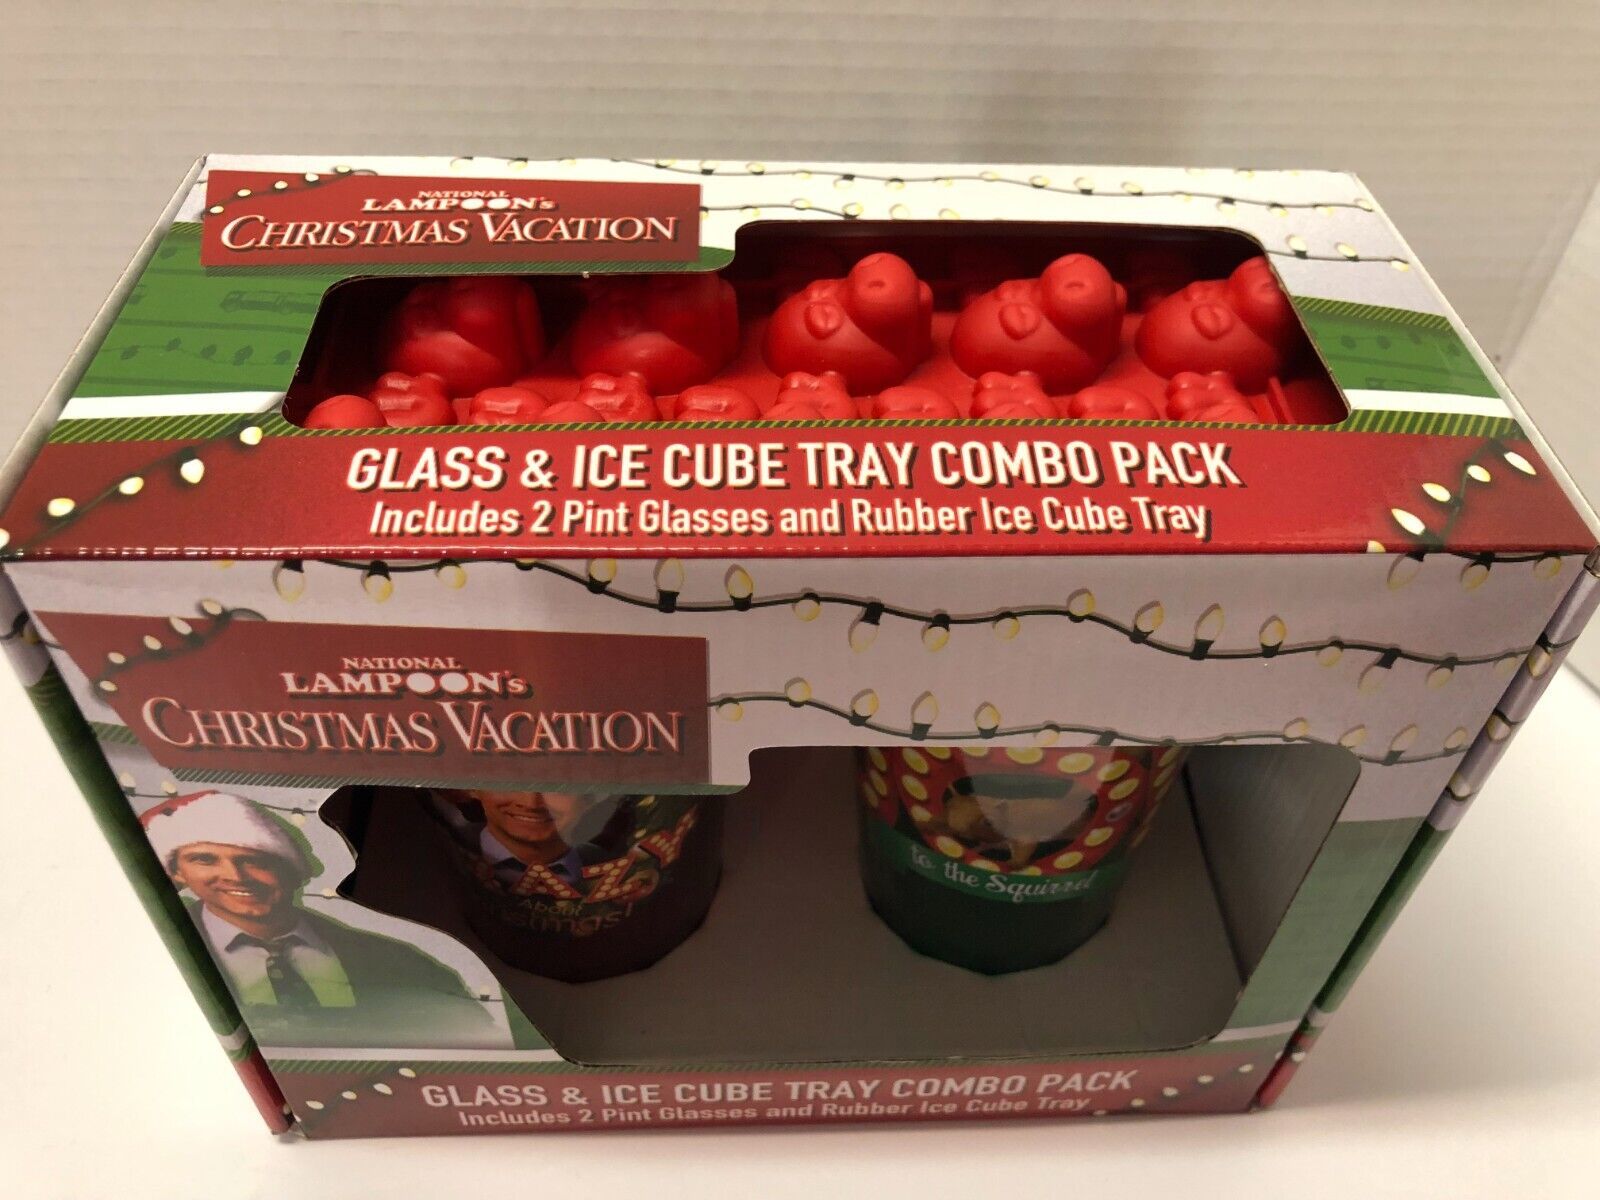 NATIONAL
LAMPOON's
CHRISTMAS VACATION
GLASS & ICE CUBE TRAY COMBO PACK
Includes 2 Pint Glasses and Rubber Ice Cube Tray
NATIONAL
LAMPOON's
CHRISTMAS VACATION
About
to the Squirrel
GLASS & ICE CUBE TRAY COMBO PACK
Includes 2 Pint Glasses and Rubber Ice Cube Tray